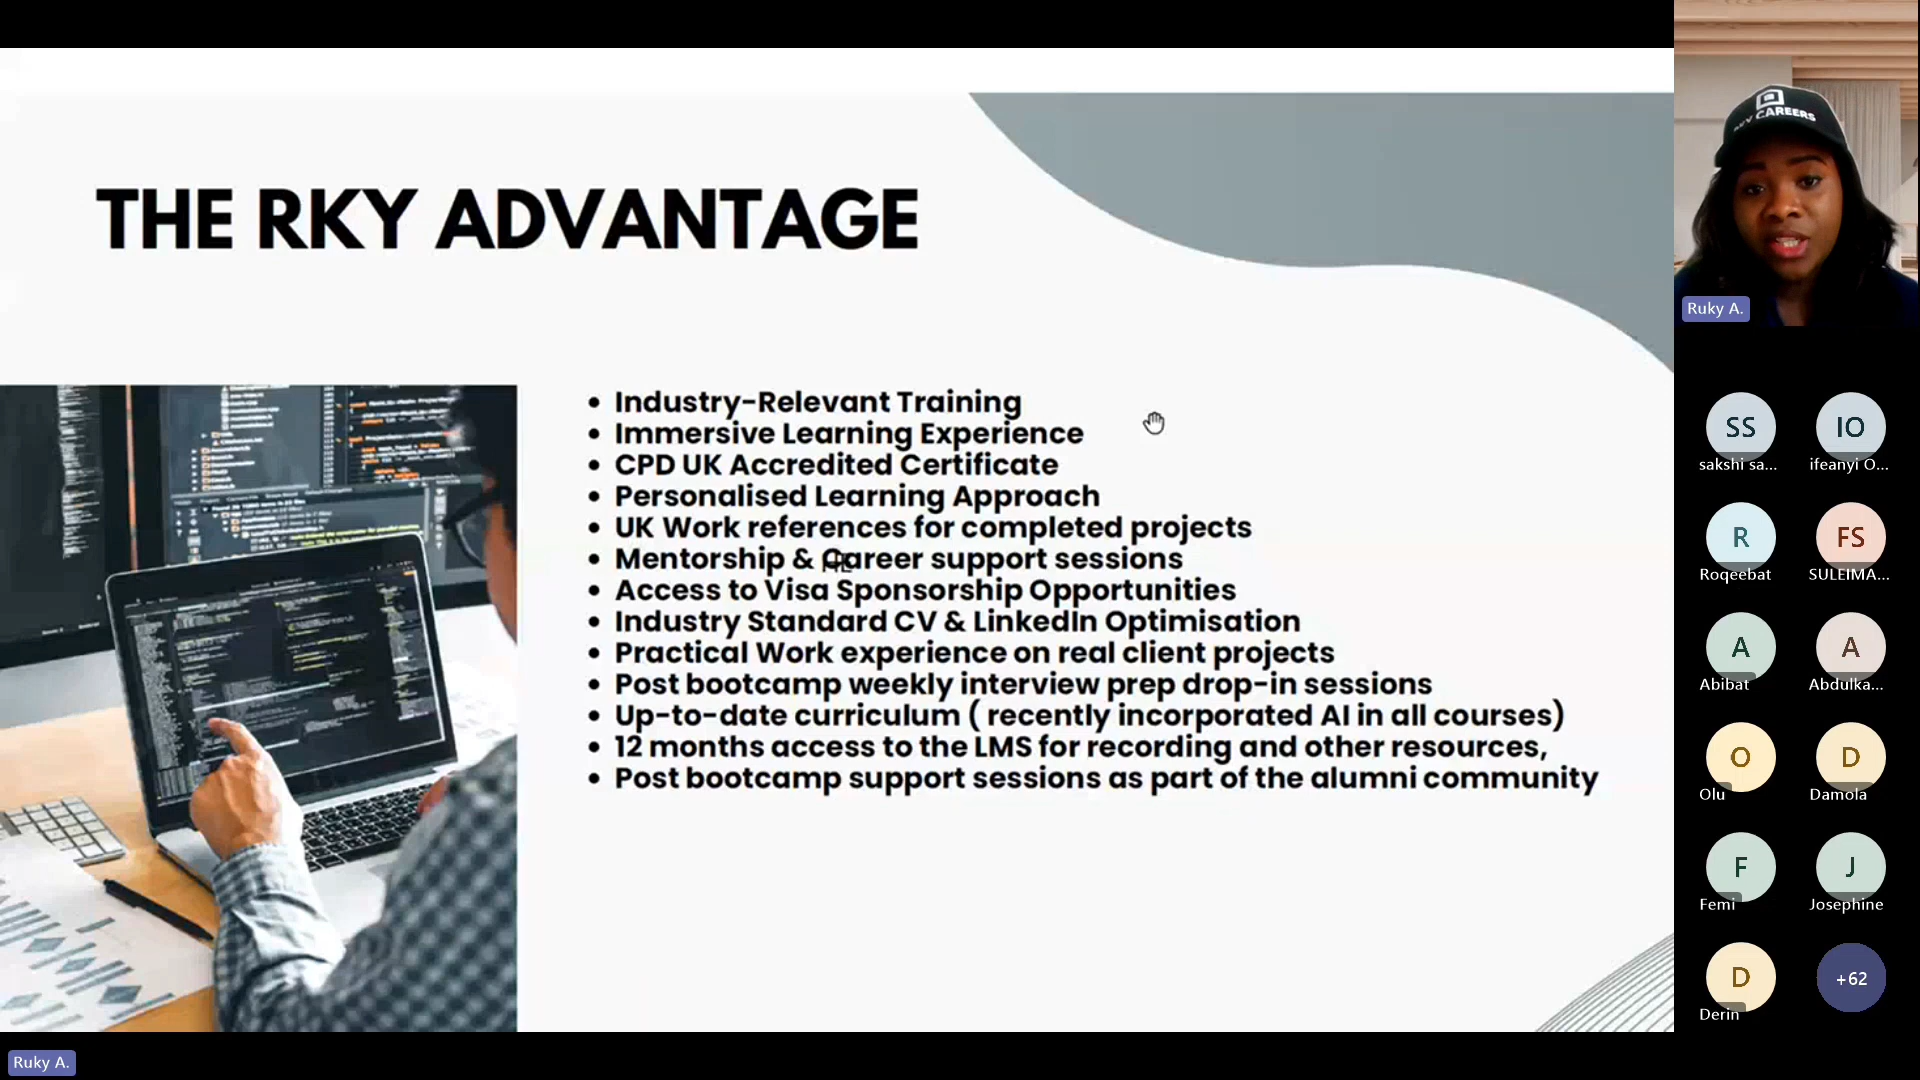 THE RKY ADVANTAGE
• Industry-Relevant Training
• Immersive Learning Experience
• CPD UK Accredited Certificate
• Personalised Learning Approach
• UK Work references for completed projects
• Mentorship & Career support sessions
• Access to Visa Sponsorship Opportunities
• Industry Standard CV & LinkedIn Optimisation
• Practical Work experience on real client projects
• Post bootcamp weekly interview prep drop-in sessions
• Up-to-date curriculum ( recently incorporated AI in all courses)
• 12 months access to the LMS for recording and other resources,
• Post bootcamp support sessions as part of the alumni community
Ruky A.
CAREERS
Ruky A.
SS
sakshi sa...
IO
ifeanyi O...
R
Roqeebat
FS
SULEIMA...
A
Abibat
A
Abdulka...
O
Olu
D
Damola
F
Femi
J
Josephine
D
Derin
+62